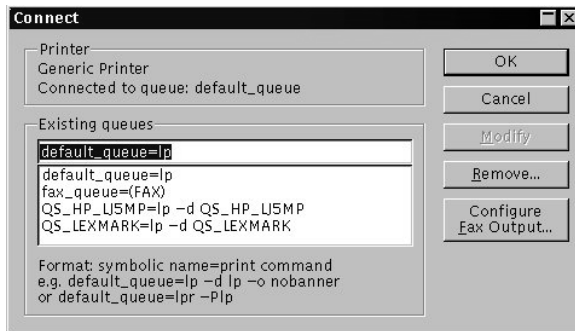 Connect
Printer
Generic Printer
Connected to queue: default_queue
Existing queues
default_queue=lp
default_queue=lp
fax_queue=(FAX)
QS_HP_LJ5MP=lp -d QS_HP_LJ5MP
QS_LEXMARK=lp -d QS_LEXMARK
Format: symbolic name=print command
e.g. default_queue=lp -d lp -o nobanner
or default_queue=lpr -Plp
OK
Cancel
Modify
Remove...
Configure
Fax Output...